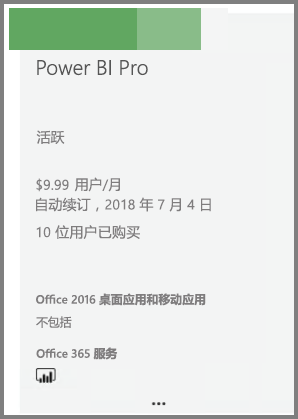 Power BI Pro
活跃
$9.99 用户/月
自动续订，2018 年 7 月 4 日
10 位用户已购买
Office 2016 桌面应用和移动应用
不包括
Office 365 服务